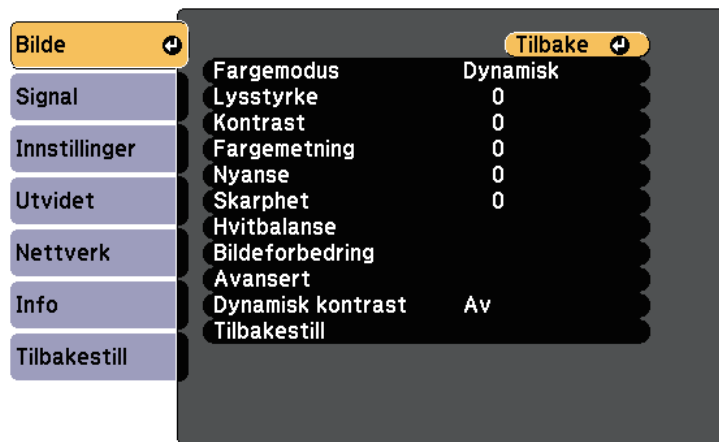 Bilde
Signal
Innstillinger
Utvidet
Nettverk
Info
Tilbakestill
Tilbake
Fargemodus Dynamisk
Lysstyrke 0
Kontrast 0
Fargemetning 0
Nyanse 0
Skarphet 0
Hvitbalanse
Bildeforbedring
Avansert
Dynamisk kontrast Av
Tilbakestill